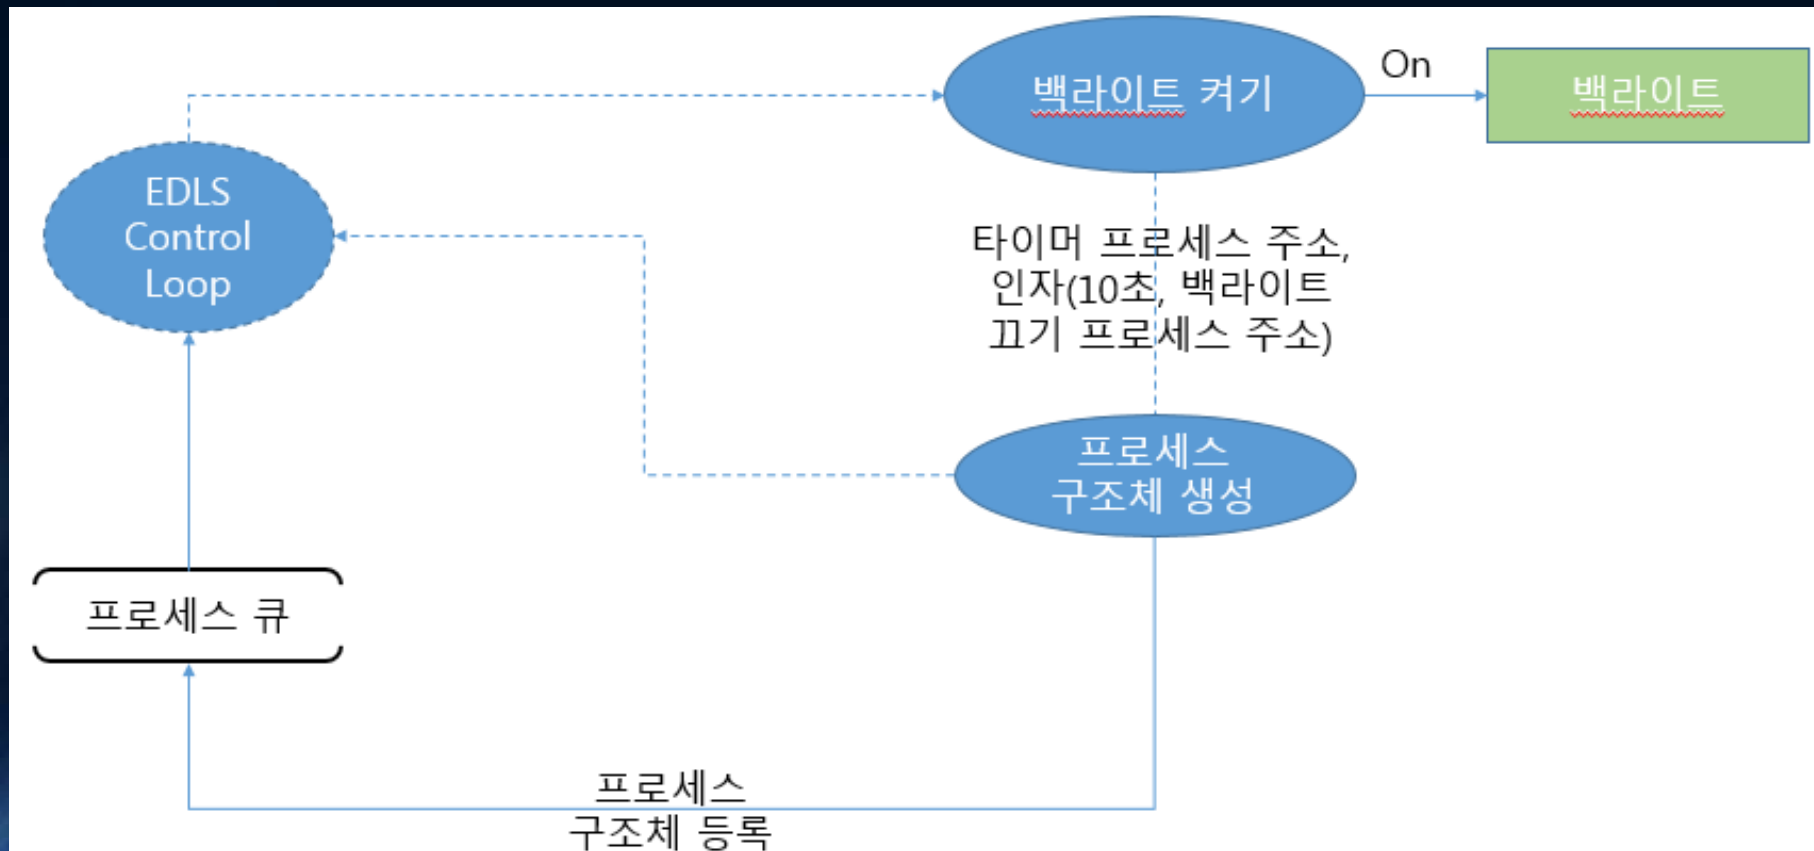 백라이트 켜기
On
백라이트
EDLS
Control
Loop
타이머 프로세스 주소,
인자(10초, 백라이트
끄기 프로세스 주소)
프로세스
구조체 생성
프로세스 큐
프로세스
구조체 등록